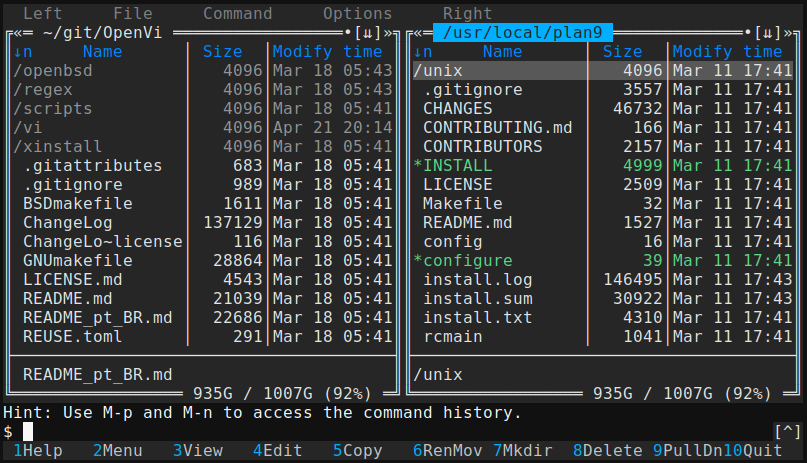 Left File Command Options Right
«= ~/git/OpenVi •[⇊]» «= /usr/local/plan9 •[⇊]»
↓n Name Size Modify time ↓n Name Size Modify time
/openbsd 4096 Mar 18 05:43 /unix 4096 Mar 11 17:41
/regex 4096 Mar 18 05:43 .gitignore 3557 Mar 11 17:41
/scripts 4096 Mar 18 05:41 CHANGES 46732 Mar 11 17:41
/vi 4096 Apr 21 20:14 CONTRIBUTING.md 166 Mar 11 17:41
/xinstall 4096 Mar 18 05:41 CONTRIBUTORS 2157 Mar 11 17:41
.gitattributes 683 Mar 18 05:41 *INSTALL 4999 Mar 11 17:41
.gitignore 989 Mar 18 05:41 LICENSE 2509 Mar 11 17:41
BSDmakefile 1611 Mar 18 05:41 Makefile 32 Mar 11 17:41
ChangeLog 137129 Mar 18 05:41 README.md 1527 Mar 11 17:41
ChangeLo~license 116 Mar 18 05:41 config 16 Mar 11 17:41
GNUmakefile 28864 Mar 18 05:41 *configure 39 Mar 11 17:41
LICENSE.md 4543 Mar 18 05:41 install.log 146495 Mar 11 17:43
README.md 21039 Mar 18 05:41 install.sum 30922 Mar 11 17:43
README_pt_BR.md 22686 Mar 18 05:41 install.txt 4310 Mar 11 17:41
REUSE.toml 291 Mar 18 05:41 rcmain 1041 Mar 11 17:41
README_pt_BR.md /unix
935G / 1007G (92%) 935G / 1007G (92%)
Hint: Use M-p and M-n to access the command history.
$ [^]
1Help 2Menu 3View 4Edit 5Copy 6RenMov 7Mkdir 8Delete 9PullDn 10Quit